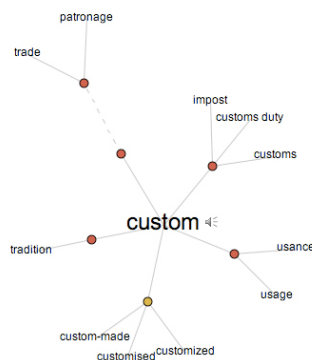 patronage
trade
impost
customs duty
customs
custom
tradition
usance
usage
custom-made
customized
customised